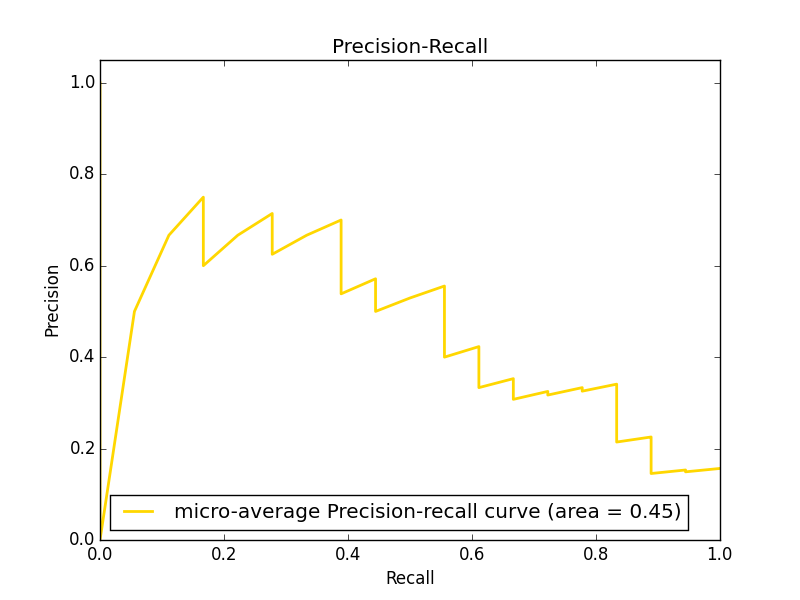 Precision-Recall
1.0
0.8
0.6
0.4
0.2
0.0
Precision
micro-average Precision-recall curve (area = 0.45)
0.0 0.2 0.4 0.6 0.8 1.0
Recall